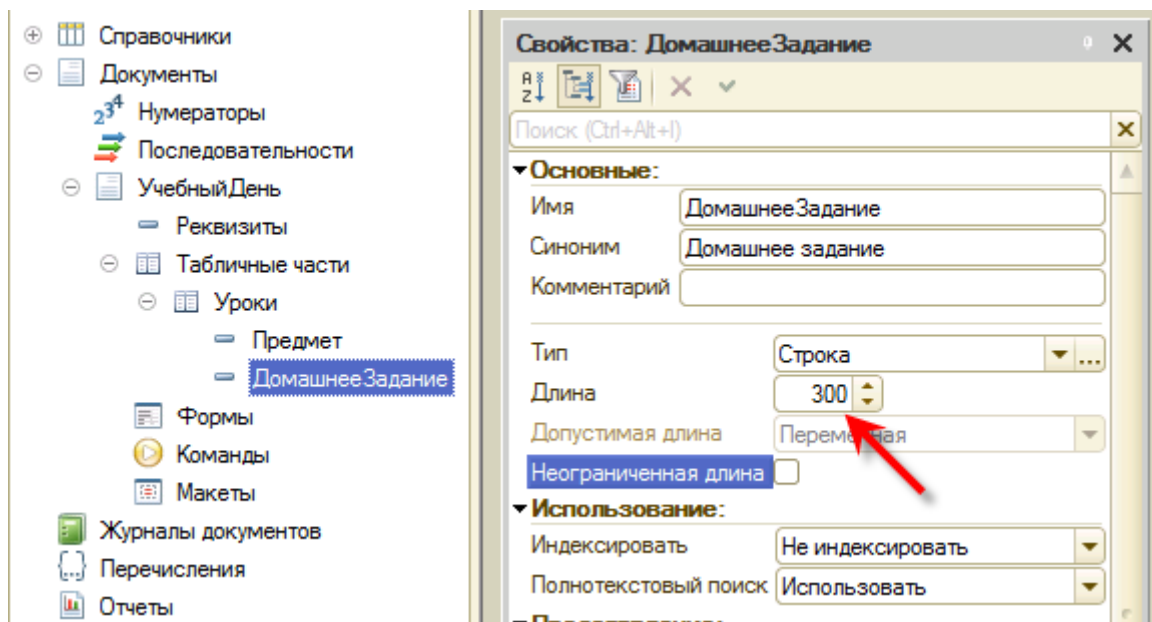 Справочники
Документы
Нумераторы
Последовательности
УчебныйДень
Реквизиты
Табличные части
Уроки
Предмет
ДомашнееЗадание
Формы
Команды
Макеты
Журналы документов
Перечисления
Отчеты
Свойства: ДомашнееЗадание
Поиск (Ctrl+Alt+I)
Основные:
Имя ДомашнееЗадание
Синоним Домашнее задание
Комментарий
Тип Строка ...
Длина 300
Допустимая длина Переменная
Неограниченная длина
Использование:
Индексировать Не индексировать
Полнотекстовый поиск Использовать